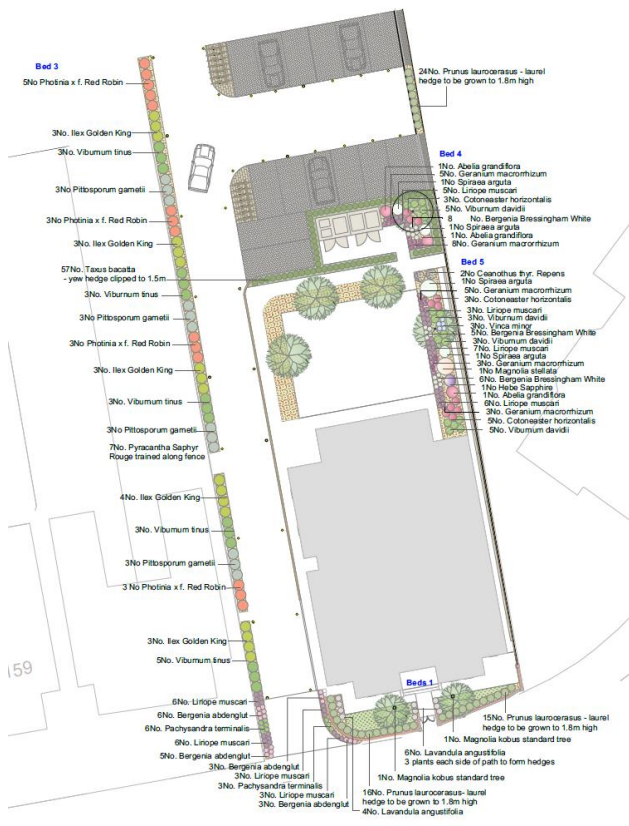 Bed 3
5No Photinia x f. Red Robin
3No. Ilex Golden King
3No. Viburnum tinus
3No Pittosporum garnetii
3No Photinia x f. Red Robin
3No. Ilex Golden King
57No. Taxus bacatta
- yew hedge clipped to 1.5m
3No. Viburnum tinus
3No. Pittosporum garnetii
3No Photinia x f. Red Robin
3No. Ilex Golden King
3No. Viburnum tinus
3No Pittosporum garnetii
7No. Pyracantha Saphyr
Rouge trained along fence
4No. Ilex Golden King
3No. Viburnum tinus
3No Pittosporum garnetii
3 No Photinia x f. Red Robin
3No. Ilex Golden King
5No. Viburnum tinus
159
6No. Liriope muscari
6No. Bergenia abdenglut
6No. Pachysandra terminalis
6No. Liriope muscari
5No. Bergenia abdenglut
24No. Prunus laurocerasus - laurel
hedge to be grown to 1.8m high
Bed 4
1No. Abelia grandiflora
5No. Geranium macrorrhizum
1No Spiraea arguta
5No. Liriope muscari
3No. Cotoneaster horizontalis
5No. Viburnum davidii
8 No. Bergenia Bressingham White
1No Spiraea arguta
1No. Abelia grandiflora
8No. Geranium macrorrhizum
Bed 5
2No Ceanothus thyr. Repens
1No Spiraea arguta
5No. Geranium macrorrhizum
3No. Cotoneaster horizontalis
3No. Liriope muscari
3No. Viburnum davidii
3No. Vinca minor
5No. Bergenia Bressingham White
3No. Viburnum davidii
7No. Liriope muscari
1No Spiraea arguta
3No. Geranium macrorrhizum
1No Magnolia stellata
6No. Bergenia Bressingham White
1No Hebe Sapphire
1No. Abelia grandiflora
6No. Liriope muscari
3No. Geranium macrorrhizum
5No. Cotoneaster horizontalis
5No. Viburnum davidii
Beds 1
15No. Prunus laurocerasus - laurel
hedge to be grown to 1.8m high
1No. Magnolia kobus standard tree
6No. Lavandula angustifolia
3 plants each side of path to form hedges
3No. Bergenia abdenglut
3No. Liriope muscari
3No. Pachysandra terminalis
3No. Liriope muscari
3No. Bergenia abdenglut
1No. Magnolia kobus standard tree
16No. Prunus laurocerasus- laurel
hedge to be grown to 1.8m high
4No. Lavandula angustifolia